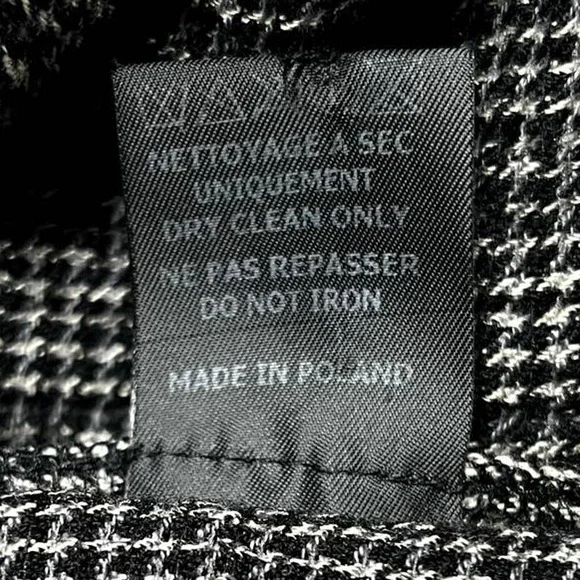 NETTOYAGE A SEC
UNIQUEMENT
DRY CLEAN ONLY
NE PAS REPASSER
DO NOT IRON
MADE IN POLAND